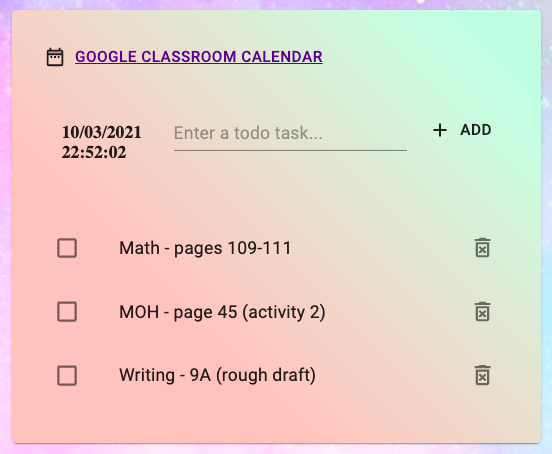 GOOGLE CLASSROOM CALENDAR
10/03/2021
22:52:02
Enter a todo task...
+ ADD
Math - pages 109-111
MOH - page 45 (activity 2)
Writing - 9A (rough draft)